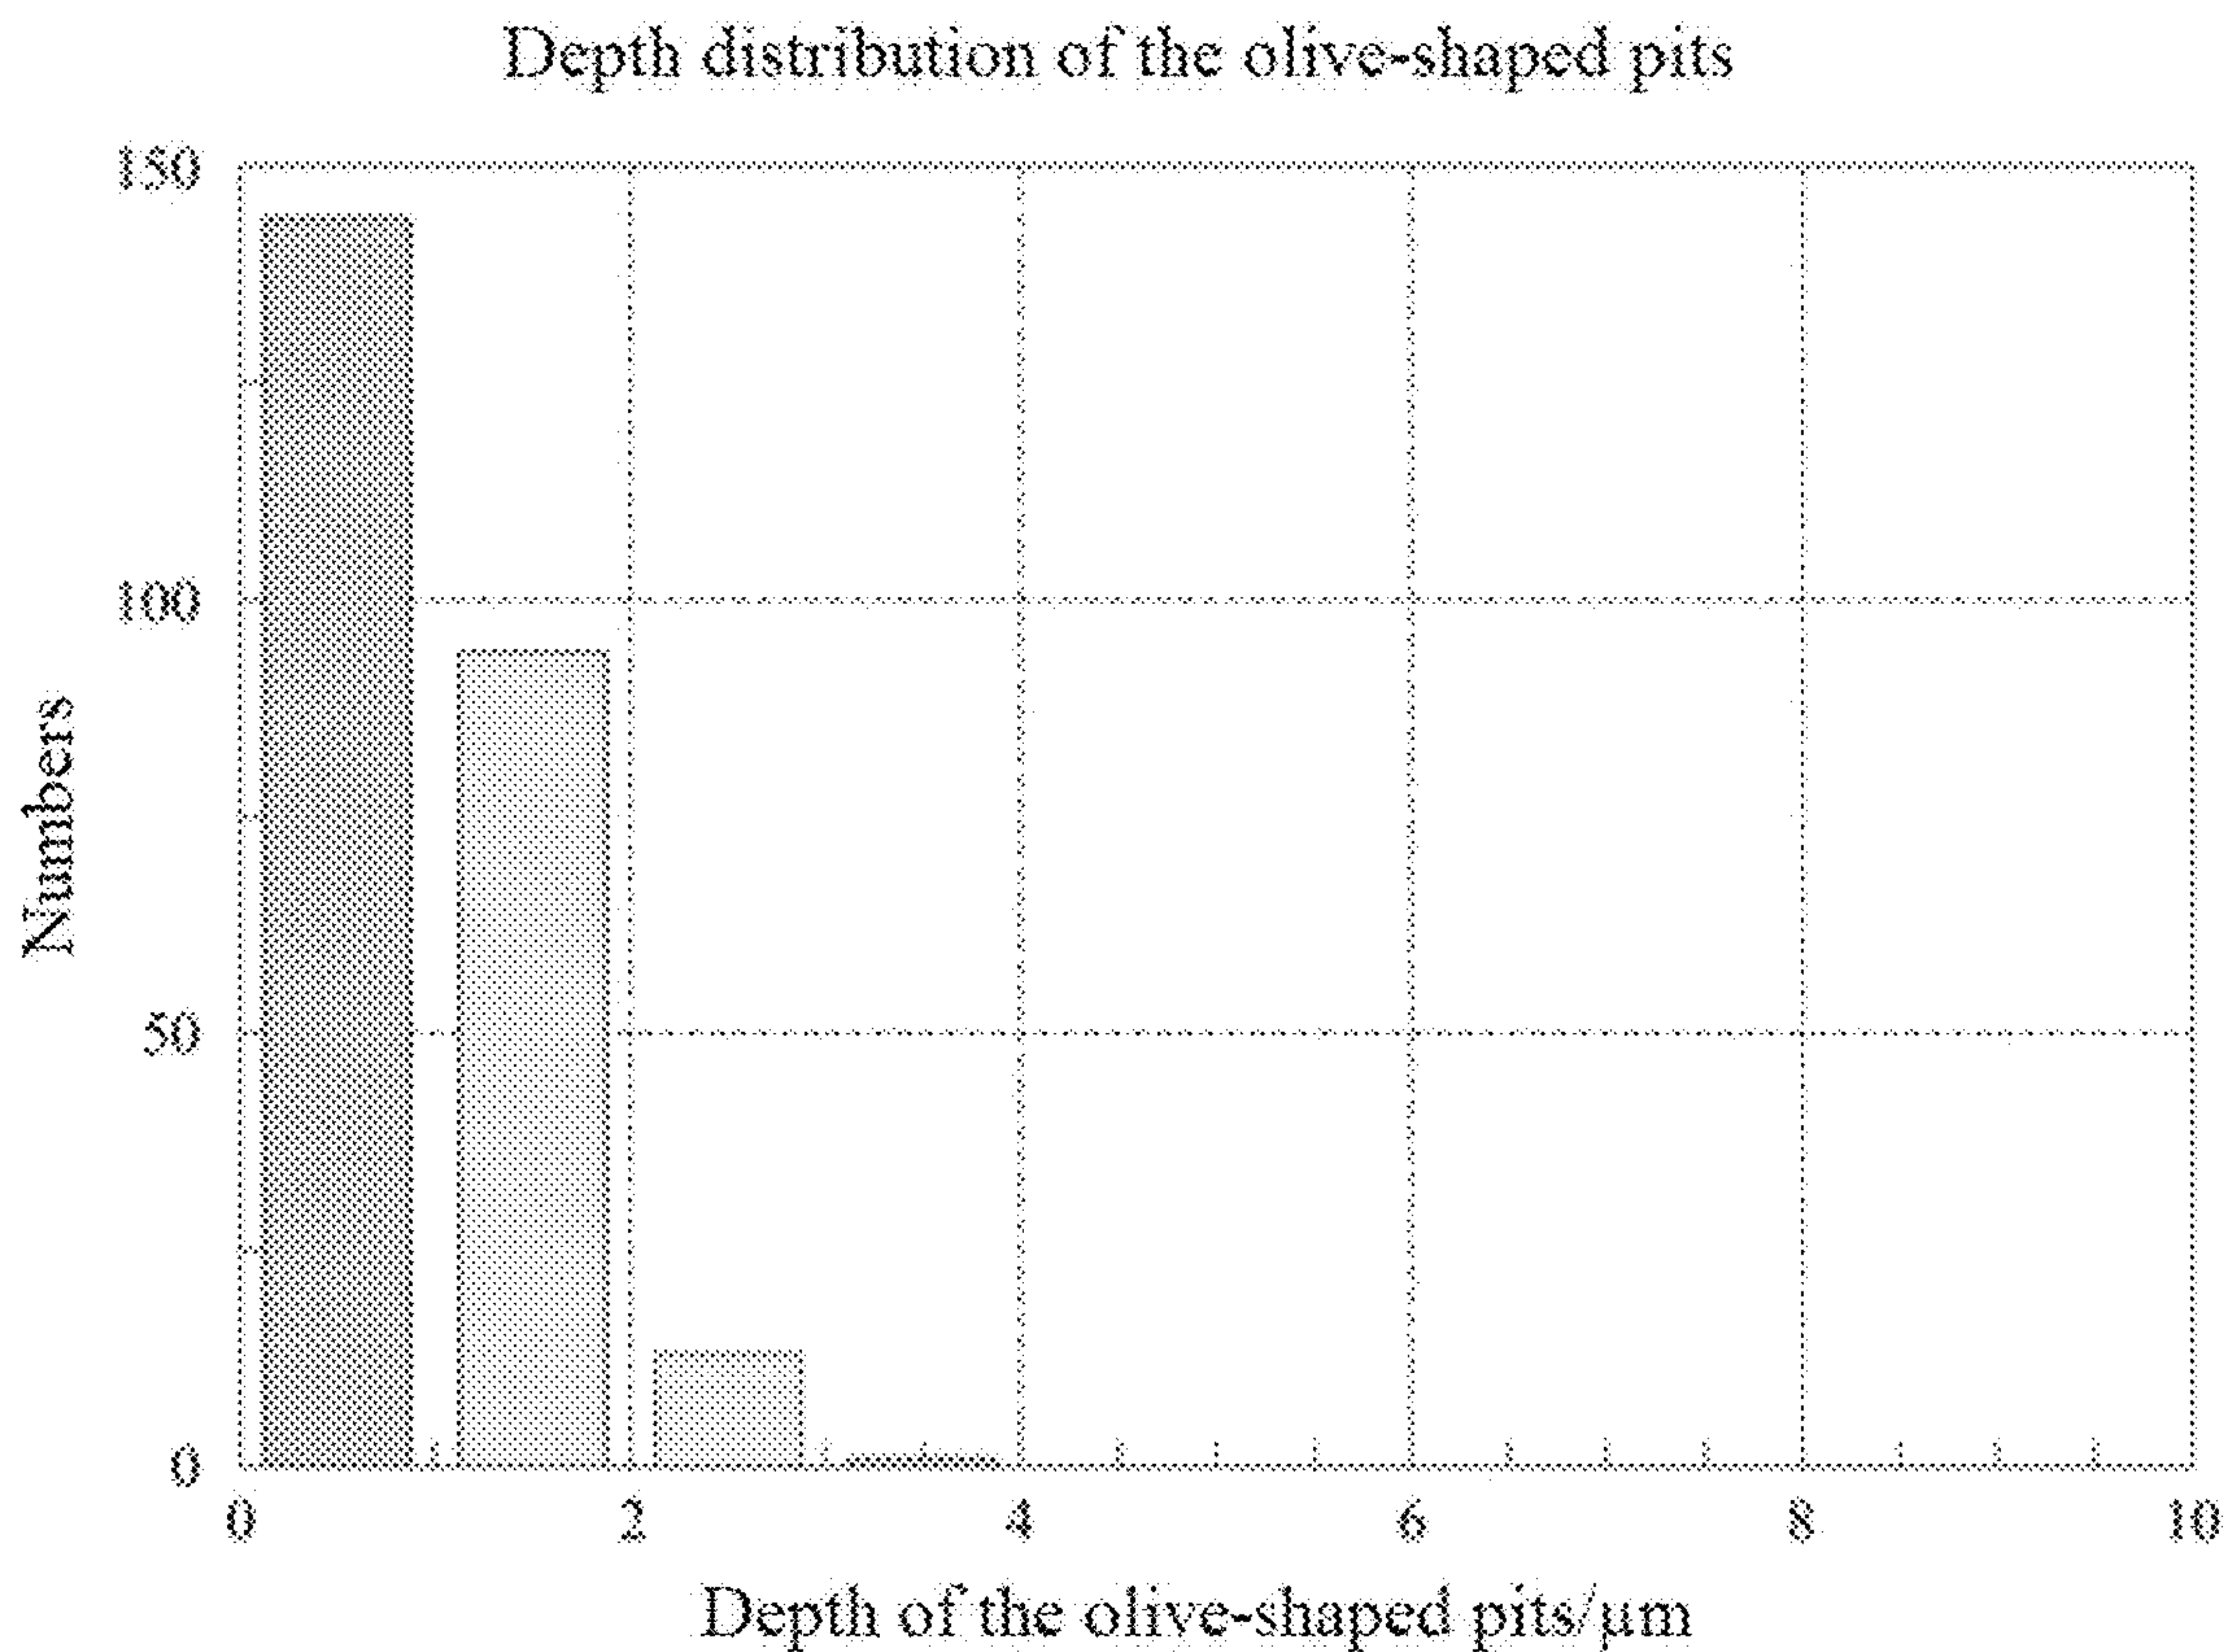 Depth distribution of the olive-shaped pits
150
100
50
0
Numbers
0 2 4 6 8 10
Depth of the olive-shaped pits/μm